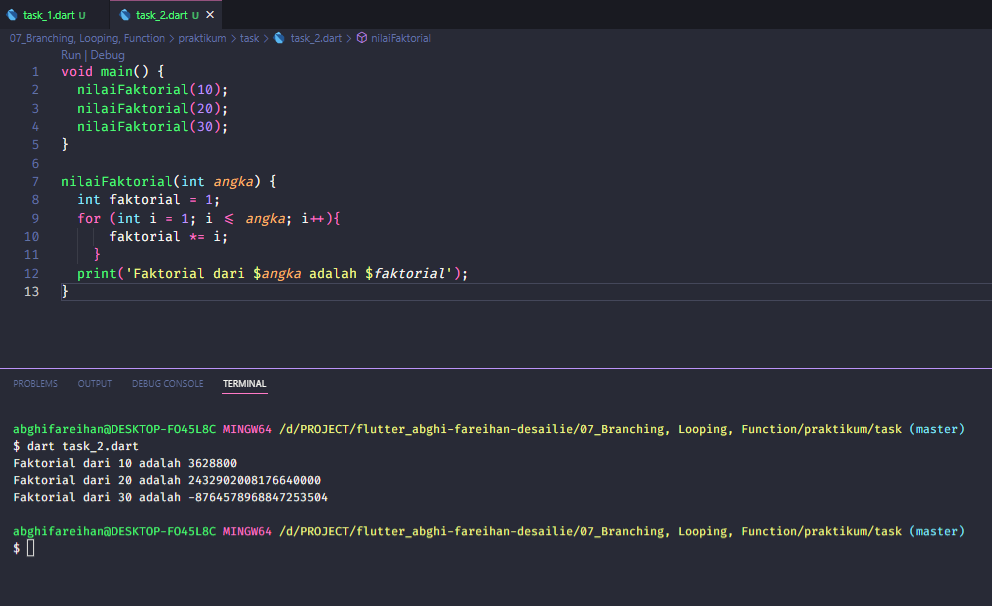 task_1.dart U task_2.dart U ×
07_Branching, Looping, Function > praktikum > task > task_2.dart > nilaiFaktorial
Run | Debug
1 void main() {
2 nilaiFaktorial(10);
3 nilaiFaktorial(20);
4 nilaiFaktorial(30);
5 }
6
7 nilaiFaktorial(int angka) {
8 int faktorial = 1;
9 for (int i = 1; i <= angka; i++){
10 faktorial *= i;
11 }
12 print('Faktorial dari $angka adalah $faktorial');
13 }
PROBLEMS OUTPUT DEBUG CONSOLE TERMINAL
abghifareihan@DESKTOP-FO45L8C MINGW64 /d/PROJECT/flutter_abghi-fareihan-desailie/07_Branching, Looping, Function/praktikum/task (master)
$ dart task_2.dart
Faktorial dari 10 adalah 3628800
Faktorial dari 20 adalah 2432902008176640000
Faktorial dari 30 adalah -8764578968847253504
abghifareihan@DESKTOP-FO45L8C MINGW64 /d/PROJECT/flutter_abghi-fareihan-desailie/07_Branching, Looping, Function/praktikum/task (master)
$